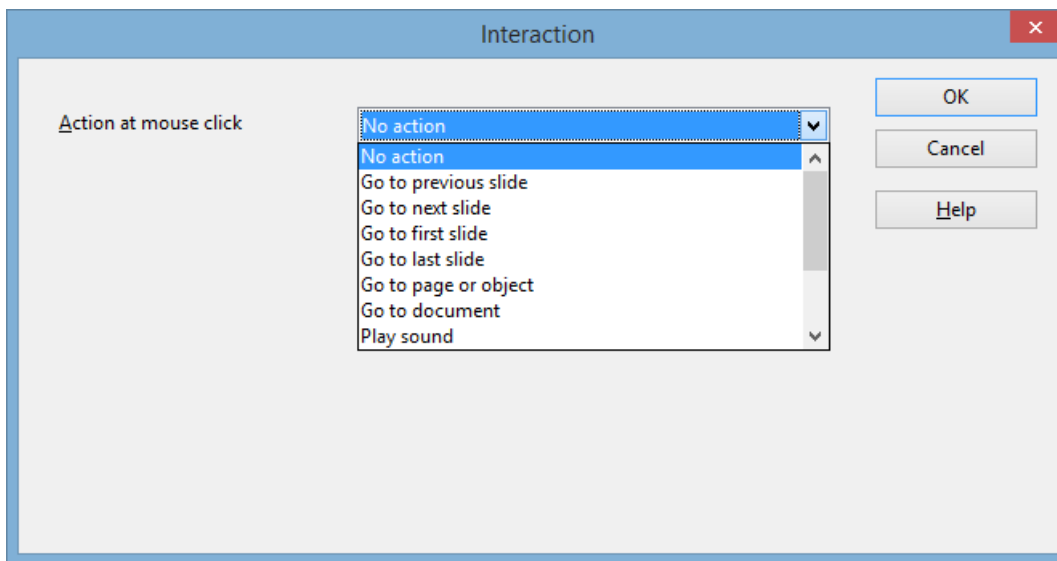 Interaction
Action at mouse click
No action
No action
Go to previous slide
Go to next slide
Go to first slide
Go to last slide
Go to page or object
Go to document
Play sound
OK
Cancel
Help